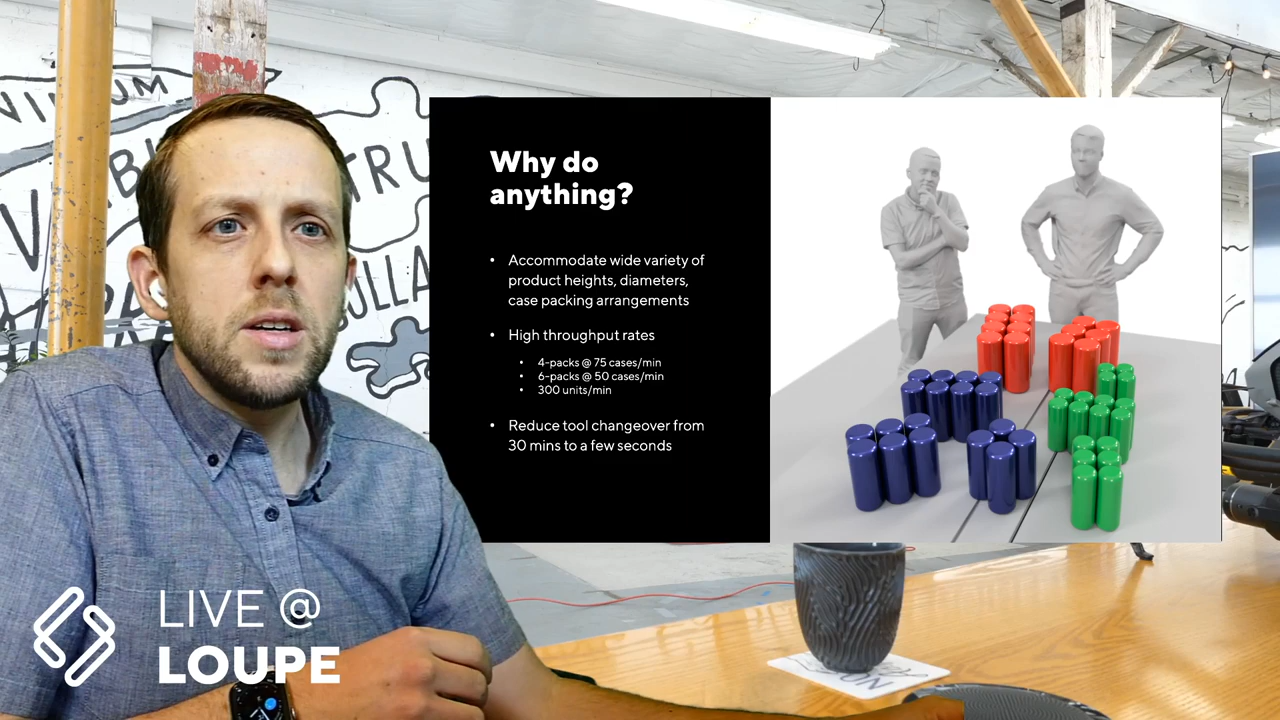 Why do
anything?
• Accommodate wide variety of
product heights, diameters,
case packing arrangements
• High throughput rates
• 4-packs @ 75 cases/min
• 6-packs @ 50 cases/min
• 300 units/min
• Reduce tool changeover from
30 mins to a few seconds
LIVE @
LOUPE